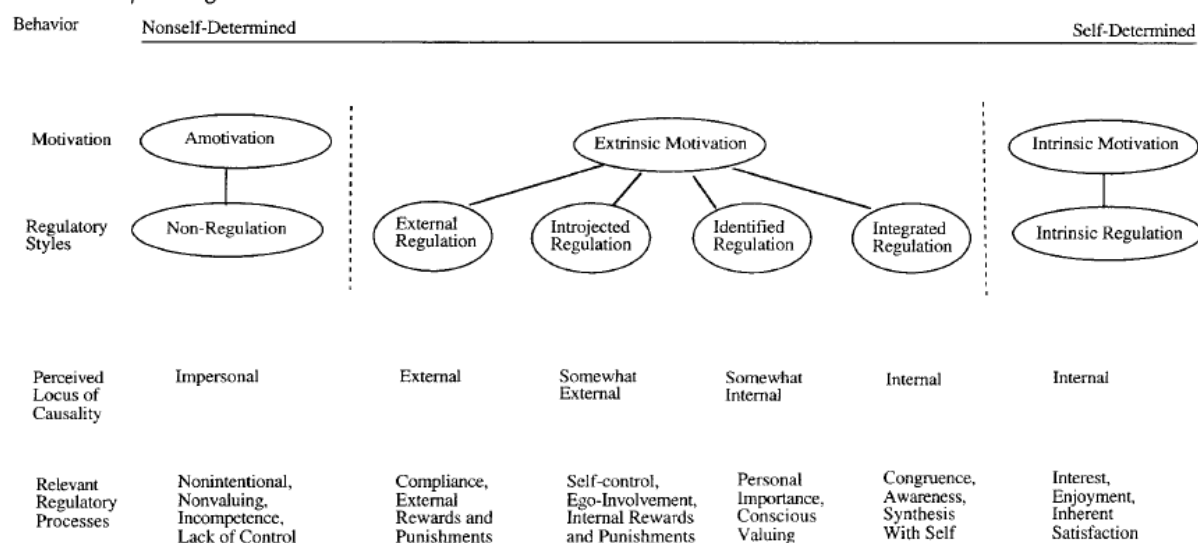 Behavior Nonself-Determined Self-Determined
Motivation Amotivation Extrinsic Motivation Intrinsic Motivation
Regulatory
Styles
Non-Regulation
External
Regulation
Introjected
Regulation
Identified
Regulation
Integrated
Regulation
Intrinsic Regulation
Perceived
Locus of
Causality
Impersonal
External
Somewhat
External
Somewhat
Internal
Internal
Internal
Relevant
Regulatory
Processes
Nonintentional,
Nonvaluing,
Incompetence,
Lack of Control
Compliance,
External
Rewards and
Punishments
Self-control,
Ego-Involvement,
Internal Rewards
and Punishments
Personal
Importance,
Conscious
Valuing
Congruence,
Awareness,
Synthesis
With Self
Interest,
Enjoyment,
Inherent
Satisfaction